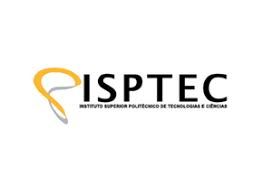 ISPTEC
INSTITUTO SUPERIOR POLITÉCNICO DE TECNOLOGIAS E CIÊNCIAS